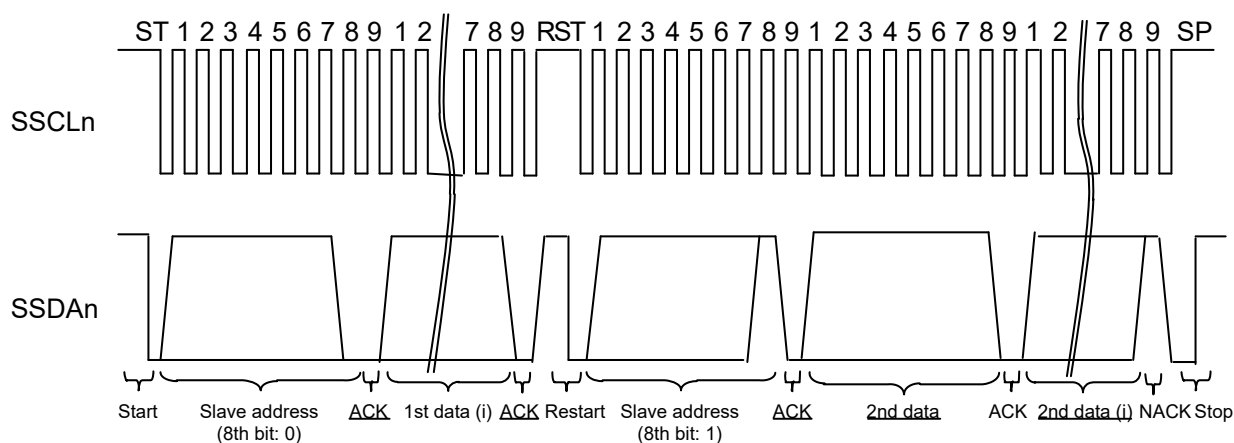 ST 1 2 3 4 5 6 7 8 9 1 2 7 8 9 RST 1 2 3 4 5 6 7 8 9 1 2 3 4 5 6 7 8 9 1 2 7 8 9 SP
SSCLn
SSDAn
Start Slave address ACK 1st data (i) ACK Restart Slave address ACK 2nd data ACK 2nd data (i) NACK Stop
(8th bit: 0) (8th bit: 1)